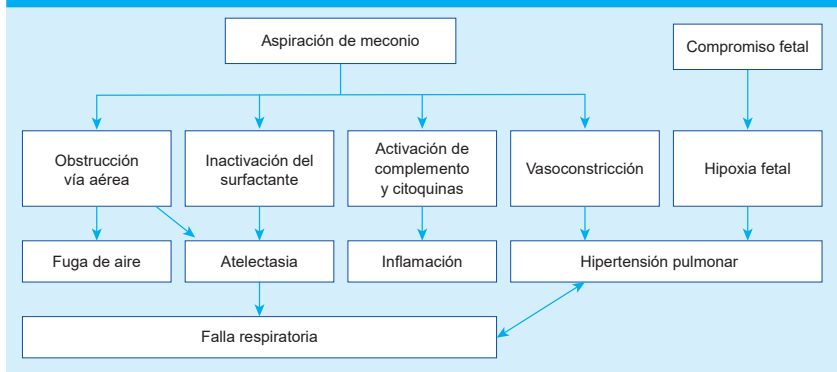 Aspiración de meconio
Compromiso fetal
Obstrucción
vía aérea
Inactivación del
surfactante
Activación de
complemento
y citoquinas
Vasoconstricción
Hipoxia fetal
Fuga de aire
Atelectasia
Inflamación
Hipertensión pulmonar
Falla respiratoria